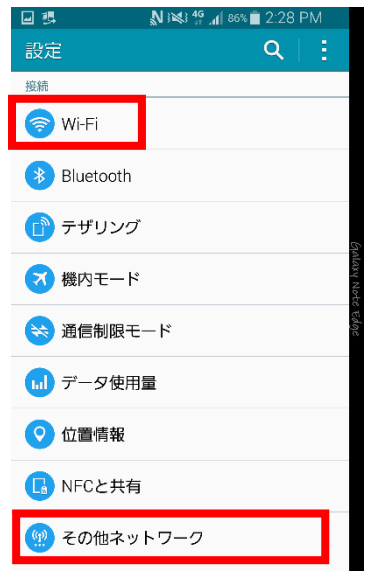 4G 86% 2:28 PM
設定
接続
Wi-Fi
Bluetooth
テザリング
機内モード
通信制限モード
データ使用量
位置情報
NFCと共有
その他ネットワーク
Galaxy Note Edge